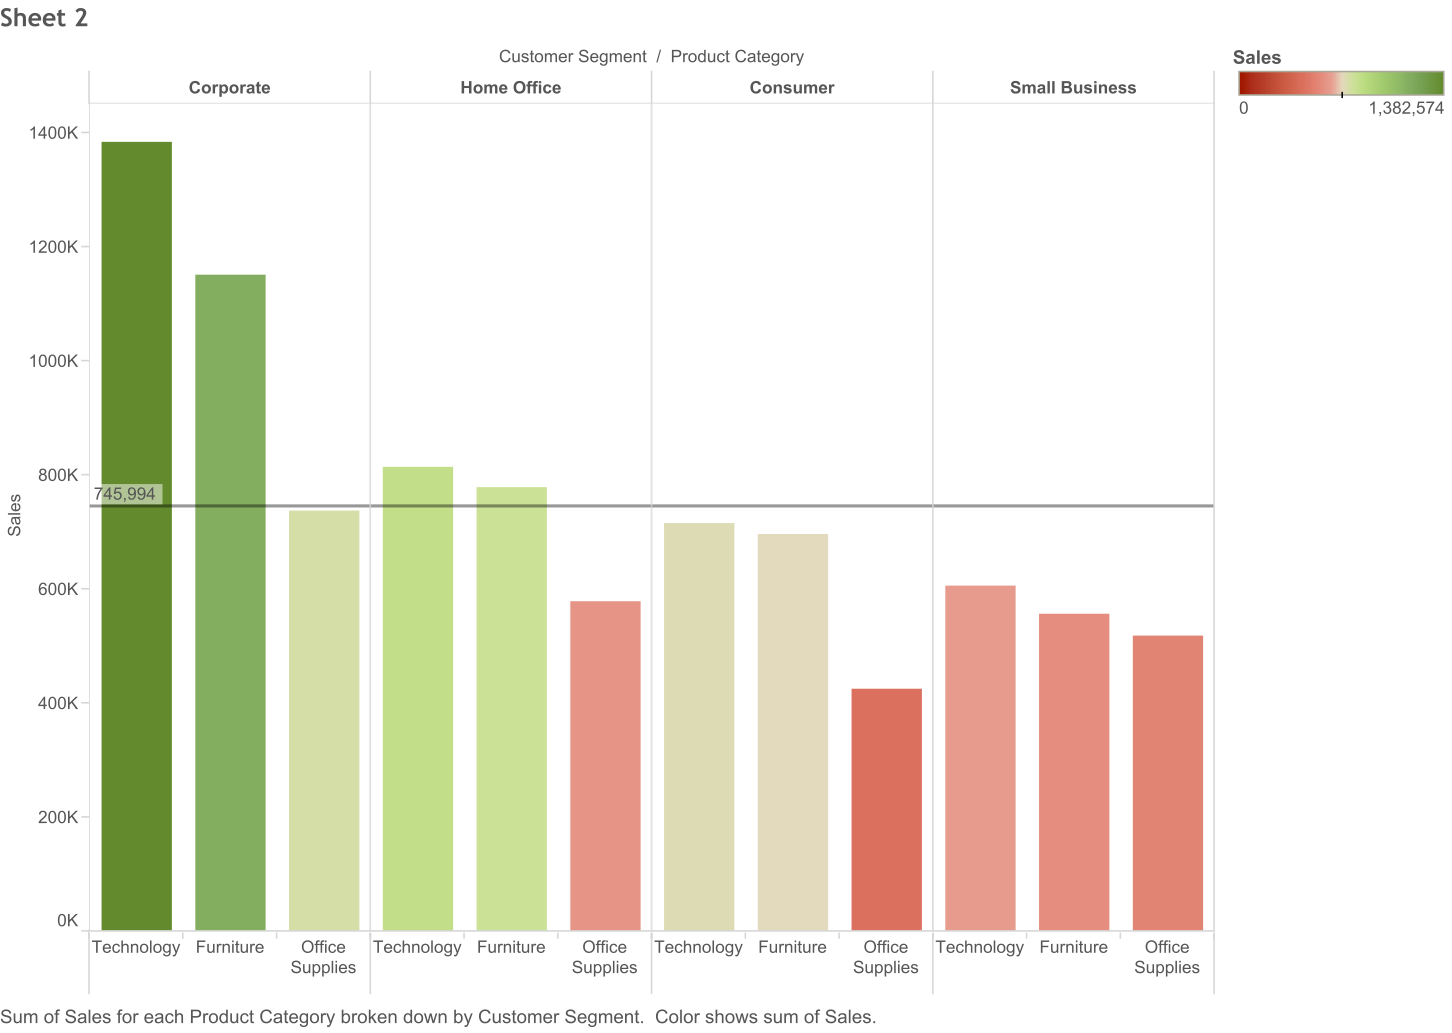 Sheet 2
Customer Segment / Product Category
Corporate Home Office Consumer Small Business
Sales
0 1,382,574
1400K
1200K
1000K
800K
745,994
Sales
600K
400K
200K
0K
Technology Furniture Office Supplies Technology Furniture Office Supplies Technology Furniture Office Supplies Technology Furniture Office Supplies
Sum of Sales for each Product Category broken down by Customer Segment. Color shows sum of Sales.